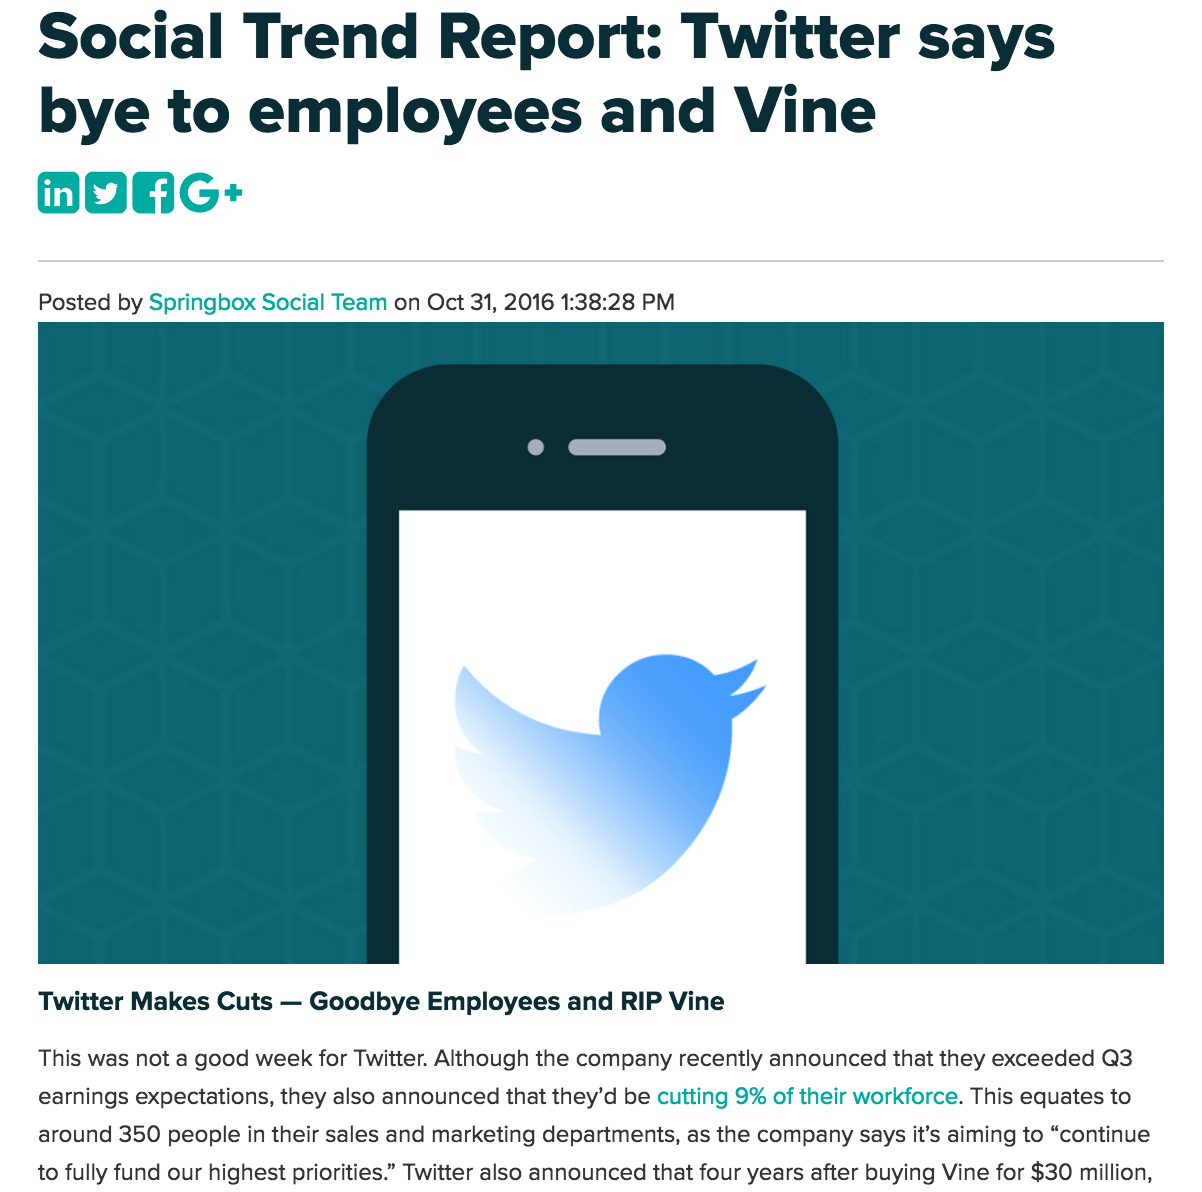 Social Trend Report: Twitter says
bye to employees and Vine
in f G+
Posted by Springbox Social Team on Oct 31, 2016 1:38:28 PM
Twitter Makes Cuts — Goodbye Employees and RIP Vine
This was not a good week for Twitter. Although the company recently announced that they exceeded Q3
earnings expectations, they also announced that they’d be cutting 9% of their workforce. This equates to
around 350 people in their sales and marketing departments, as the company says it’s aiming to “continue
to fully fund our highest priorities.” Twitter also announced that four years after buying Vine for $30 million,